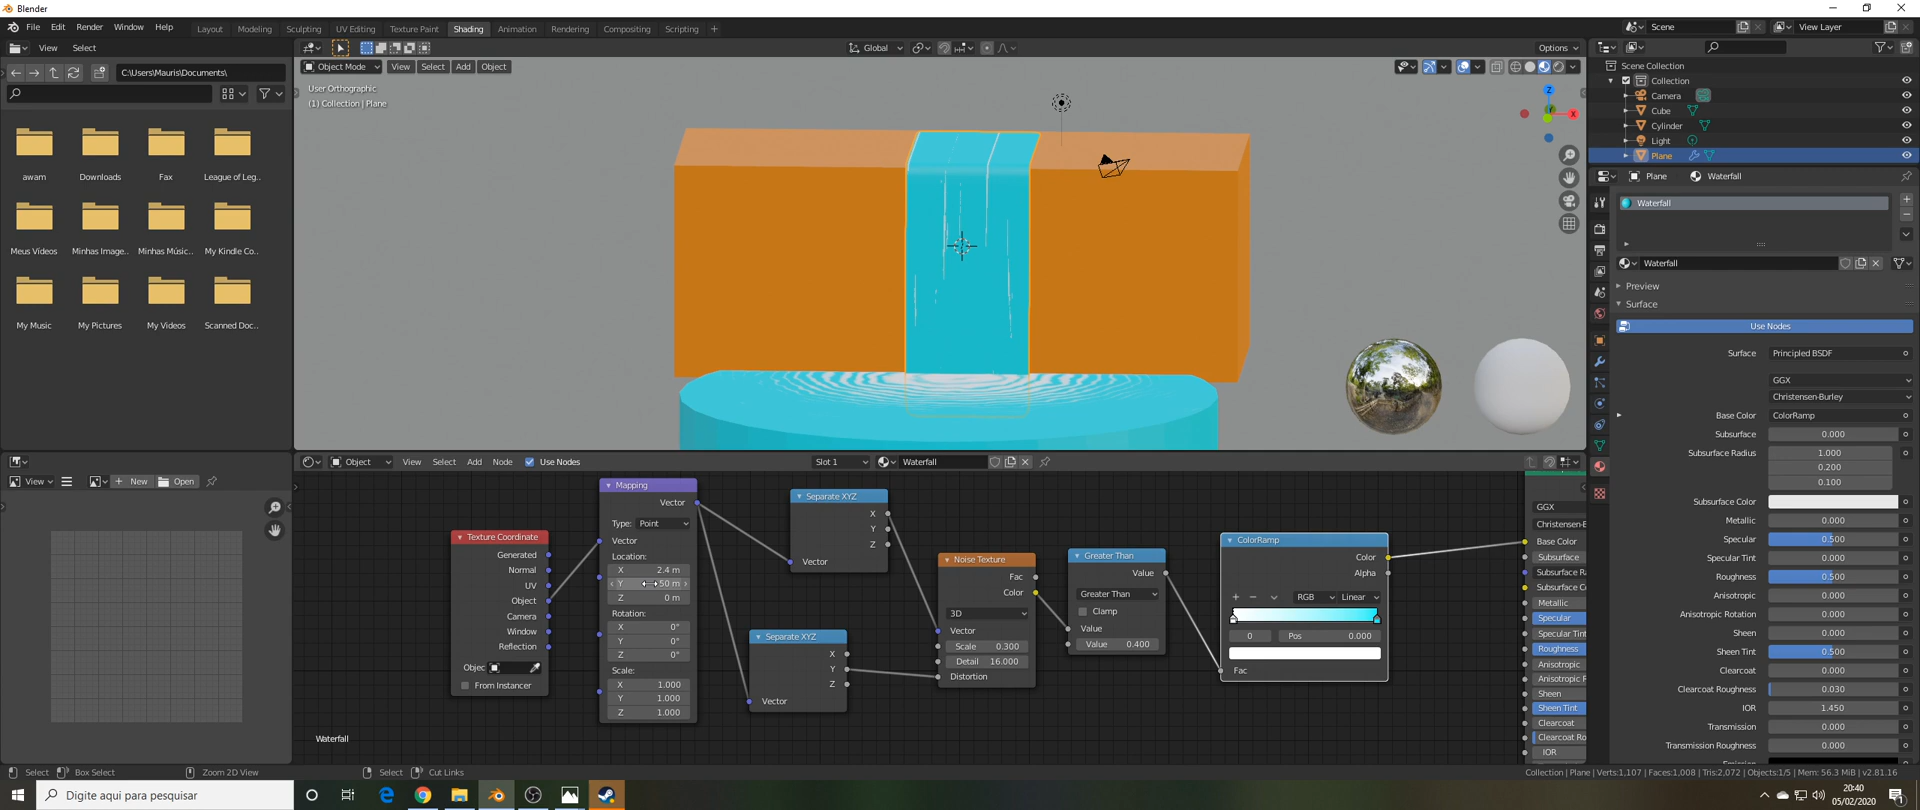 Blender
File Edit Render Window Help
Layout Modeling Sculpting UV Editing Texture Paint Shading Animation Rendering Compositing Scripting +
Scene View Layer
View Select
Global Options
C:\Users\Mauris\Documents\
Object Mode View Select Add Object
User Orthographic
(1) Collection | Plane
Z
Y
X
awam Downloads Fax League of Leg..
Meus Vídeos Minhas Image.. Minhas Músic.. My Kindle Co..
My Music My Pictures My Videos Scanned Doc..
Scene Collection
Collection
Camera
Cube
Cylinder
Light
Plane
Plane Waterfall
Waterfall
Waterfall
Preview
Surface
Use Nodes
Surface Principled BSDF
GGX
Christensen-Burley
Base Color ColorRamp
Subsurface 0.000
Subsurface Radius 1.000
0.200
0.100
Subsurface Color
Metallic 0.000
Specular 0.500
Specular Tint 0.000
Roughness 0.500
Anisotropic 0.000
Anisotropic Rotation 0.000
Sheen 0.000
Sheen Tint 0.500
Clearcoat 0.000
Clearcoat Roughness 0.030
IOR 1.450
Transmission 0.000
Transmission Roughness 0.000
View New Open
Object View Select Add Node Use Nodes Slot 1 Waterfall
Texture Coordinate
Generated
Normal
UV
Object
Camera
Window
Reflection
Objec
From Instancer
Mapping
Vector
Type: Point
Vector
Location:
X 2.4 m
Y 50 m
Z 0 m
Rotation:
X 0°
Y 0°
Z 0°
Scale:
X 1.000
Y 1.000
Z 1.000
Separate XYZ
X
Y
Z
Vector
Separate XYZ
X
Y
Z
Vector
Noise Texture
Fac
Color
3D
Vector
Scale 0.300
Detail 16.000
Distortion
Greater Than
Value
Greater Than
Clamp
Value
Value 0.400
ColorRamp
Color
Alpha
RGB Linear
0 Pos 0.000
Fac
GGX
Christensen-E
Base Color
Subsurface
Subsurface Ra
Subsurface Co
Metallic
Specular
Specular Tint
Roughness
Anisotropic
Anisotropic F
Sheen
Sheen Tint
Clearcoat
Clearcoat Ro
IOR
Waterfall
Select Box Select Zoom 2D View Select Cut Links
Collection | Plane | Verts:1,107 | Faces:1,008 | Tris:2,072 | Objects:1/5 | Mem: 56.3 MiB | v2.81.16
Digite aqui para pesquisar
20:40
05/02/2020
1